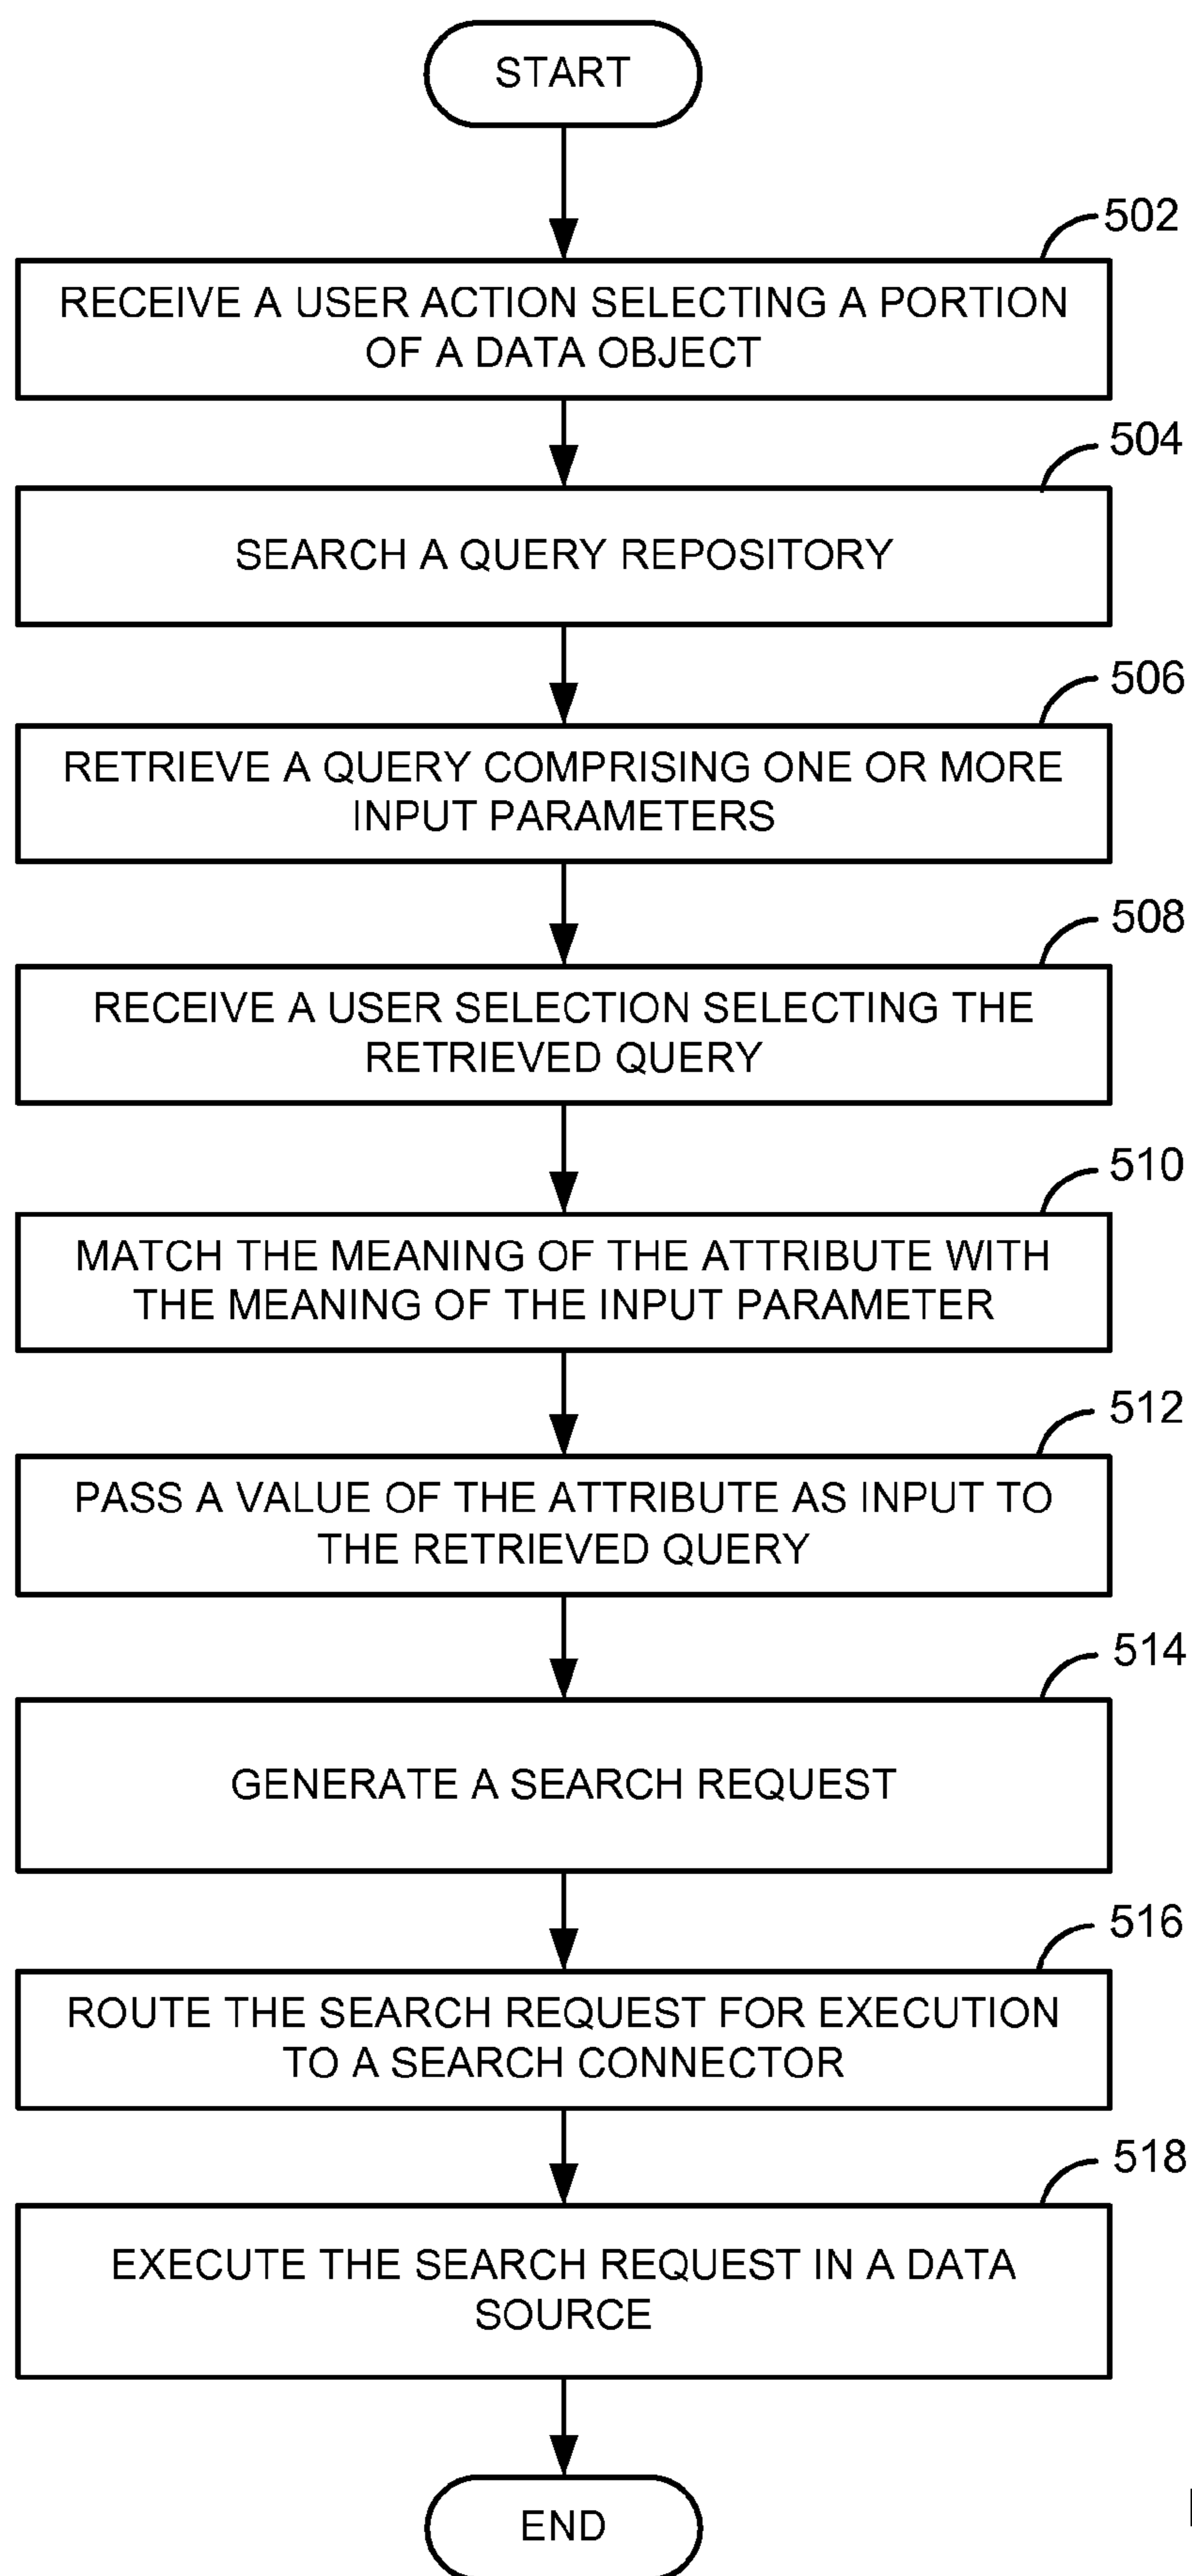 START
502
RECEIVE A USER ACTION SELECTING A PORTION
OF A DATA OBJECT
504
SEARCH A QUERY REPOSITORY
506
RETRIEVE A QUERY COMPRISING ONE OR MORE
INPUT PARAMETERS
508
RECEIVE A USER SELECTION SELECTING THE
RETRIEVED QUERY
510
MATCH THE MEANING OF THE ATTRIBUTE WITH
THE MEANING OF THE INPUT PARAMETER
512
PASS A VALUE OF THE ATTRIBUTE AS INPUT TO
THE RETRIEVED QUERY
514
GENERATE A SEARCH REQUEST
516
ROUTE THE SEARCH REQUEST FOR EXECUTION
TO A SEARCH CONNECTOR
518
EXECUTE THE SEARCH REQUEST IN A DATA
SOURCE
END